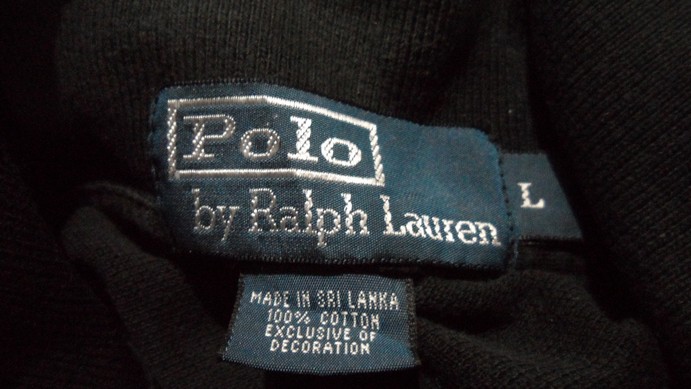 Polo
by Ralph Lauren
L
MADE IN SRI LANKA
100% COTTON
EXCLUSIVE OF
DECORATION